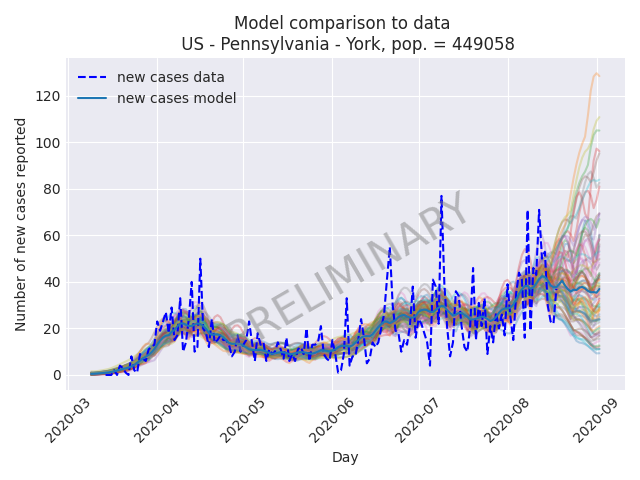 Model comparison to data
US - Pennsylvania - York, pop. = 449058
new cases data
new cases model
PRELIMINARY
Number of new cases reported
120
100
80
60
40
20
0
2020-03
2020-04
2020-05
2020-06
2020-07
2020-08
2020-09
Day